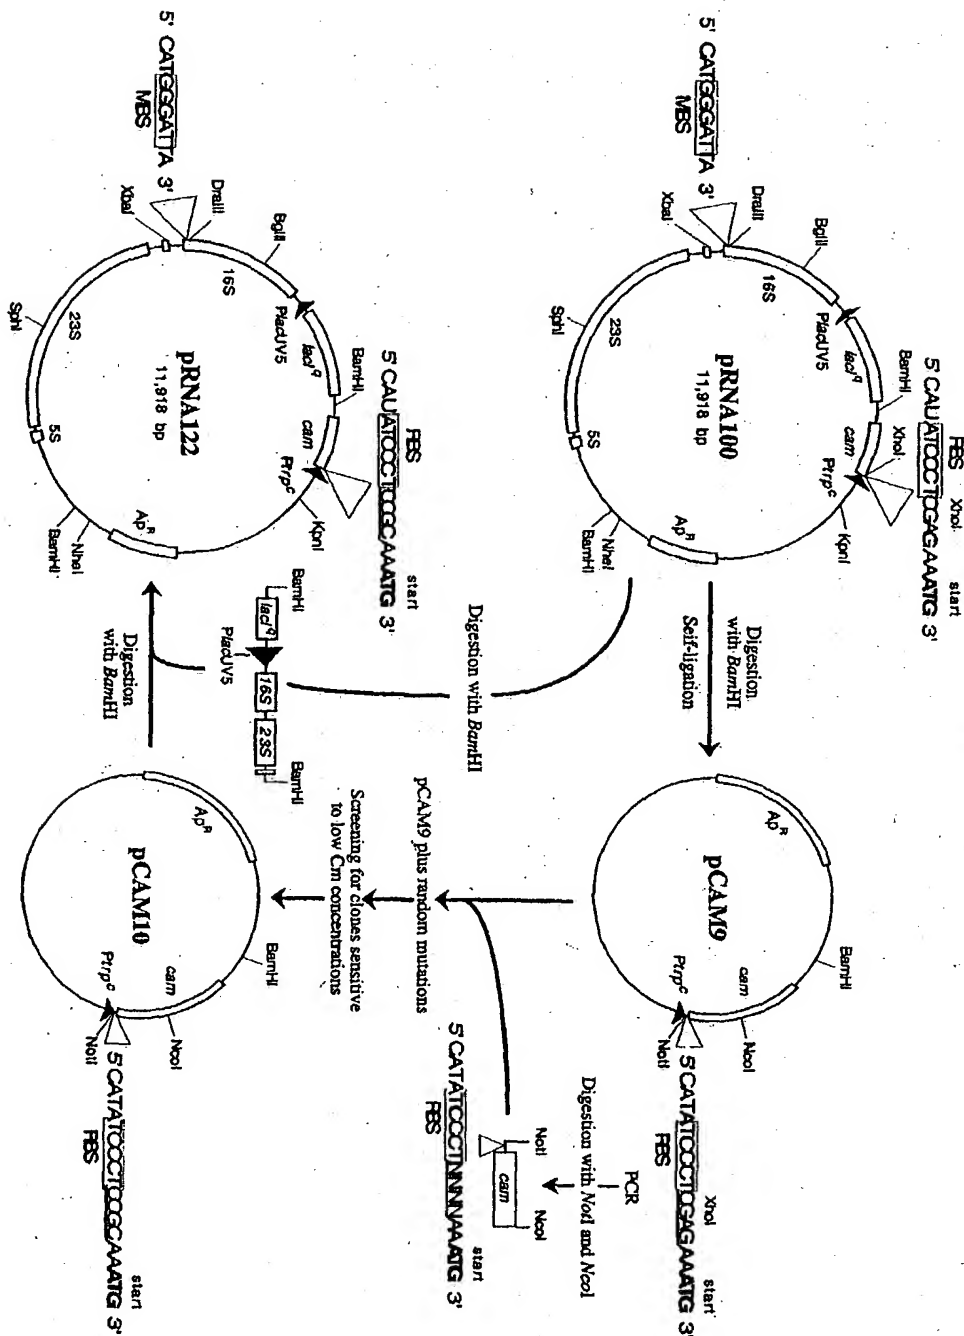 5' CAUATCCCTCGAGAAATG 3'
RBS XhoI start
BamHI
XhoI
cam
Ptrpᶜ
lacIᑫ
PlacUV5
KpnI
BglII
16S
DraIII
5' CATGGGATTA 3'
MBS
XbaI
pRNA100
11,918 bp
23S
SphI
5S
NheI
BamHI
Apᴿ
Digestion
with BamHI
Self-ligation
pCAM9
Apᴿ
BamHI
cam
NcoI
Ptrpᶜ
NotI
XhoI start
5' CATATCCCTCGAGAAATG 3'
RBS
PCR
Digestion with NotI and NcoI
NotI
cam
NcoI
start
5' CATATCCCTNNNNAAATG 3'
RBS
pCAM9 plus random mutations
Screening for clones sensitive
to low Cm concentrations
Digestion with BamHI
BamHI
lacIᑫ
PlacUV5
16S
23S
BamHI
pCAM10
Apᴿ
BamHI
cam
NcoI
Ptrpᶜ
NotI
start
5' CATATCCCTCCGCAAATG 3'
RBS
Digestion
with BamHI
RBS start
5' CAUATCCCTCCGCAAATG 3'
BamHI
cam
Ptrpᶜ
lacIᑫ
PlacUV5
KpnI
BglII
16S
DraIII
5' CATGGGATTA 3'
MBS
XbaI
pRNA122
11,918 bp
23S
SphI
5S
NheI
BamHI
Apᴿ